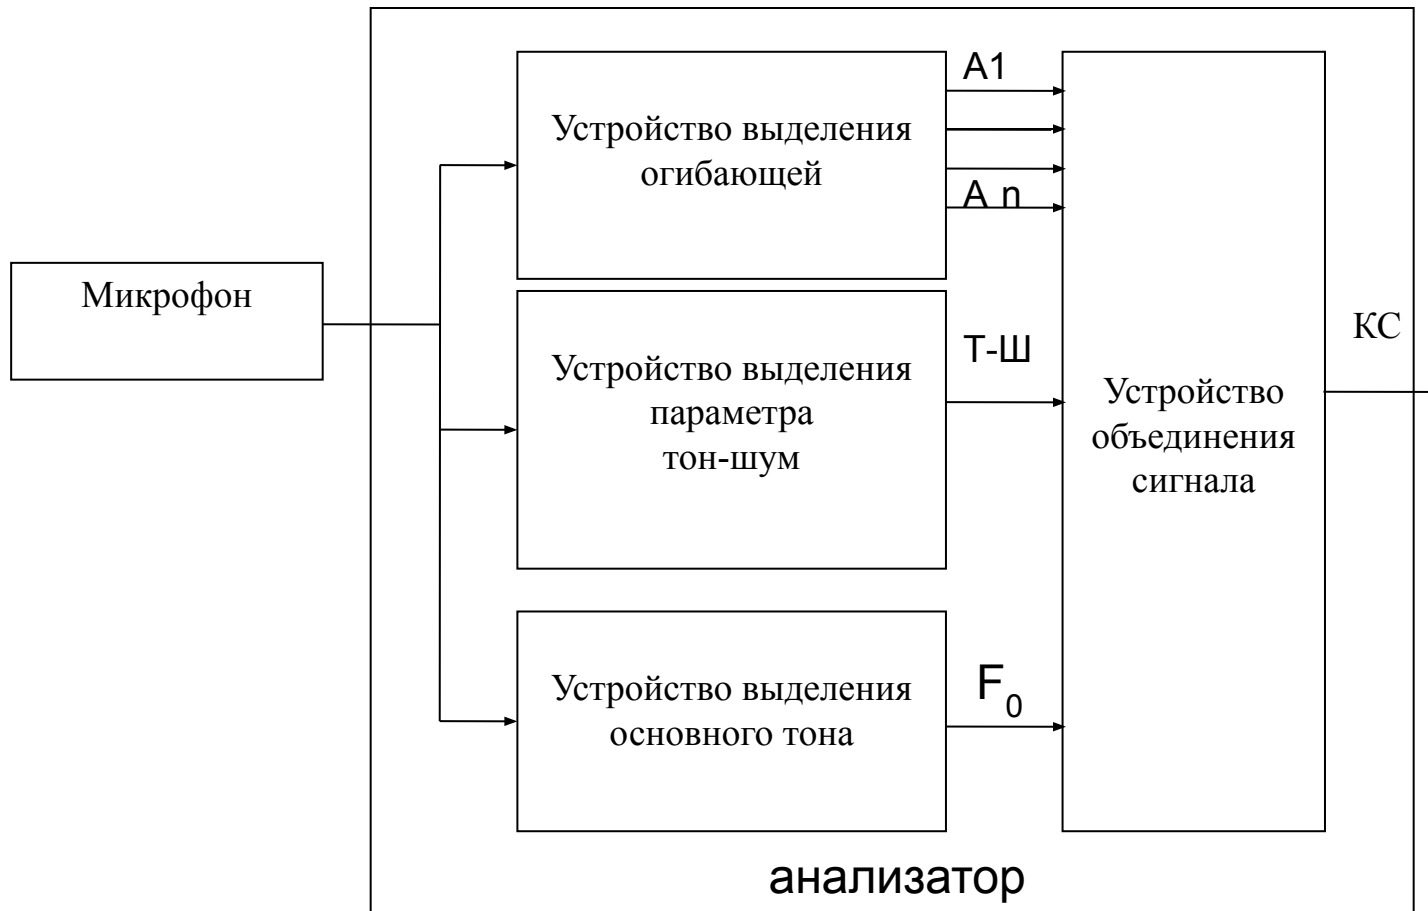 А1
Устройство выделения
огибающей
А n
Микрофон
КС
Т-Ш
Устройство выделения
параметра
тон-шум
Устройство
объединения
сигнала
Устройство выделения
основного тона
F0
анализатор